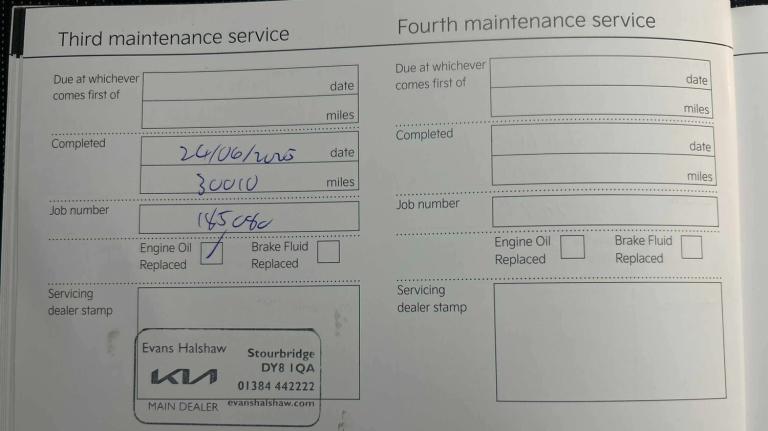 Third maintenance service
Due at whichever
comes first of
date
miles
Completed
24/06/2025 date
30010 miles
Job number
185080
Engine Oil
Replaced
Brake Fluid
Replaced
Servicing
dealer stamp
Evans Halshaw
KIA
MAIN DEALER
Stourbridge
DY8 1QA
01384 442222
evanshalshaw.com
Fourth maintenance service
Due at whichever
comes first of
date
miles
Completed
date
miles
Job number
Engine Oil
Replaced
Brake Fluid
Replaced
Servicing
dealer stamp